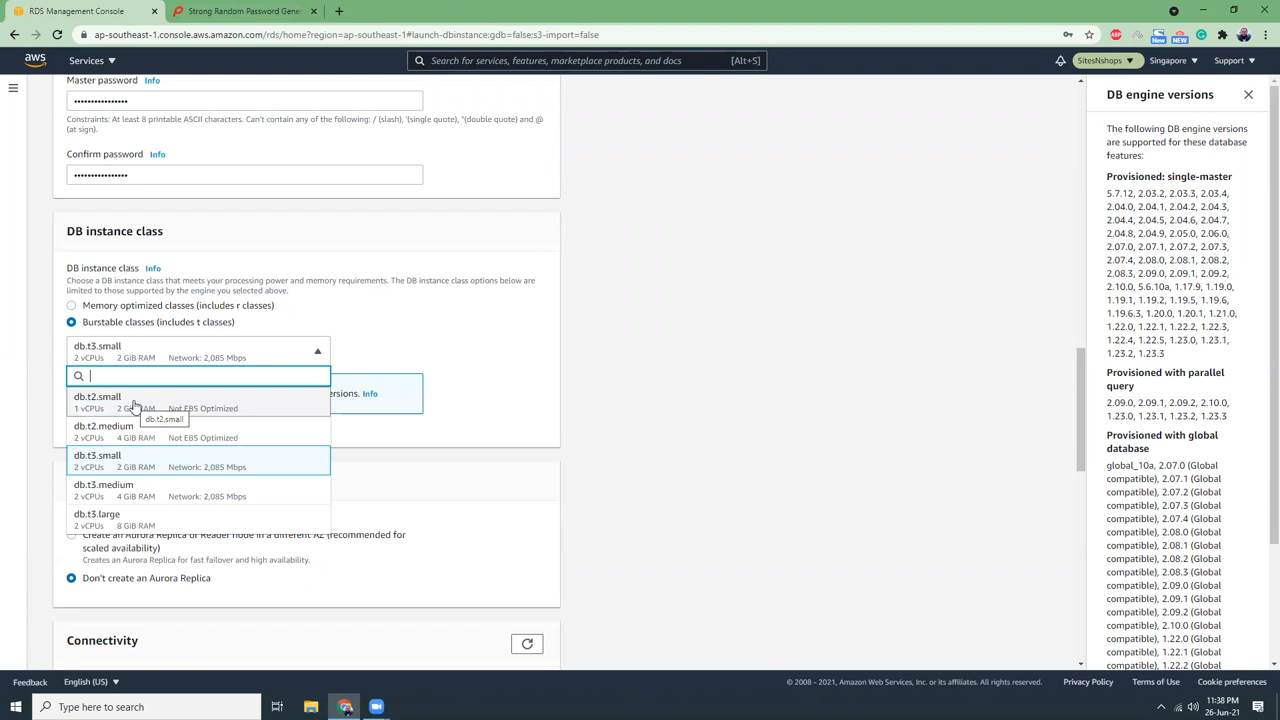 RDS Management Console
Strong Random Password Gene
ap-southeast-1.console.aws.amazon.com/rds/home?region=ap-southeast-1#launch-dbinstance:gdb=false;s3-import=false
aws
Services
Search for services, features, marketplace products, and docs
[Alt+S]
SitesNshops
Singapore
Support
Master password Info
••••••••••••••••
Constraints: At least 8 printable ASCII characters. Can't contain any of the following: / (slash), '(single quote), "(double quote) and @
(at sign).
Confirm password Info
••••••••••••••••
DB instance class
DB instance class Info
Choose a DB instance class that meets your processing power and memory requirements. The DB instance class options below are
limited to those supported by the engine you selected above.
Memory optimized classes (includes r classes)
Burstable classes (includes t classes)
db.t3.small
2 vCPUs 2 GiB RAM Network: 2,085 Mbps
ersions. Info
db.t2.small
1 vCPUs RAM Not EBS Optimized
db.t2.small
db.t2.medium
2 vCPUs 4 GiB RAM Not EBS Optimized
db.t3.small
2 vCPUs 2 GiB RAM Network: 2,085 Mbps
db.t3.medium
2 vCPUs 4 GiB RAM Network: 2,085 Mbps
db.t3.large
2 vCPUs 8 GiB RAM
Create an Aurora Replica or Reader node in a different AZ (recommended for
scaled availability)
Creates an Aurora Replica for fast failover and high availability.
Don't create an Aurora Replica
Connectivity
DB engine versions
The following DB engine versions
are supported for these database
features:
Provisioned: single-master
5.7.12, 2.03.2, 2.03.3, 2.03.4,
2.04.0, 2.04.1, 2.04.2, 2.04.3,
2.04.4, 2.04.5, 2.04.6, 2.04.7,
2.04.8, 2.04.9, 2.05.0, 2.06.0,
2.07.0, 2.07.1, 2.07.2, 2.07.3,
2.07.4, 2.08.0, 2.08.1, 2.08.2,
2.08.3, 2.09.0, 2.09.1, 2.09.2,
2.10.0, 5.6.10a, 1.17.9, 1.19.0,
1.19.1, 1.19.2, 1.19.5, 1.19.6,
1.19.6.3, 1.20.0, 1.20.1, 1.21.0,
1.22.0, 1.22.1, 1.22.2, 1.22.3,
1.22.4, 1.22.5, 1.23.0, 1.23.1,
1.23.2, 1.23.3
Provisioned with parallel
query
2.09.0, 2.09.1, 2.09.2, 2.10.0,
1.23.0, 1.23.1, 1.23.2, 1.23.3
Provisioned with global
database
global_10a, 2.07.0 (Global
compatible), 2.07.1 (Global
compatible), 2.07.2 (Global
compatible), 2.07.3 (Global
compatible), 2.07.4 (Global
compatible), 2.08.0 (Global
compatible), 2.08.1 (Global
compatible), 2.08.2 (Global
compatible), 2.08.3 (Global
compatible), 2.09.0 (Global
compatible), 2.09.1 (Global
compatible), 2.09.2 (Global
compatible), 2.10.0 (Global
compatible), 1.22.0 (Global
compatible), 1.22.1 (Global
compatible), 1.22.2 (Global
Feedback
English (US)
© 2008 - 2021, Amazon Web Services, Inc. or its affiliates. All rights reserved.
Privacy Policy
Terms of Use
Cookie preferences
Type here to search
11:38 PM
26-Jun-21